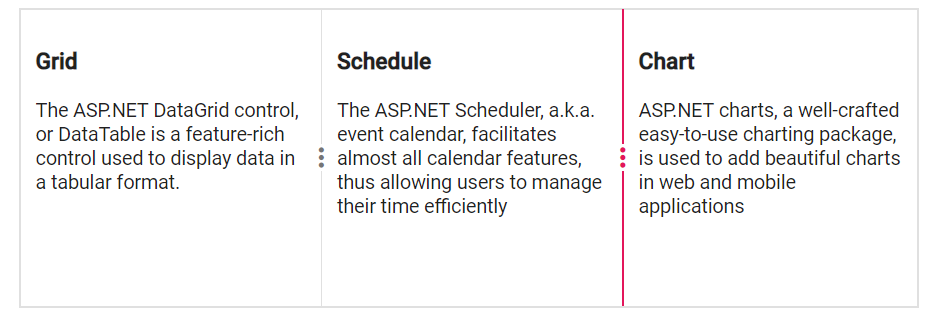 Grid
The ASP.NET DataGrid control,
or DataTable is a feature-rich
control used to display data in
a tabular format.
Schedule
The ASP.NET Scheduler, a.k.a.
event calendar, facilitates
almost all calendar features,
thus allowing users to manage
their time efficiently
Chart
ASP.NET charts, a well-crafted
easy-to-use charting package,
is used to add beautiful charts
in web and mobile
applications